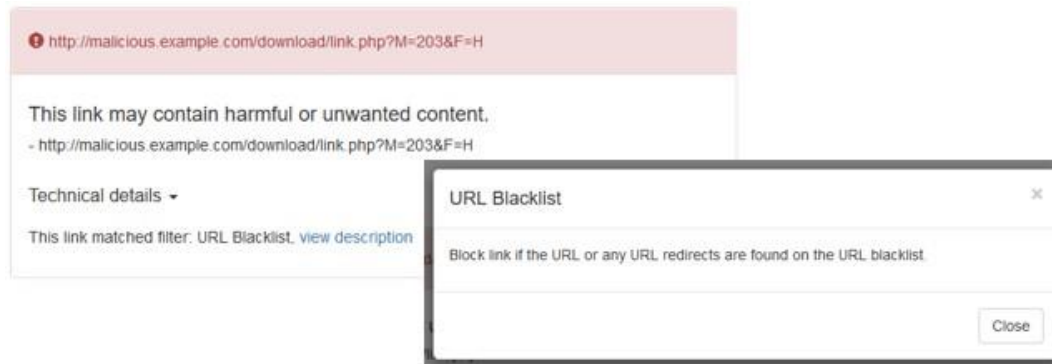 http://malicious.example.com/download/link.php?M=203&F=H
This link may contain harmful or unwanted content.
- http://malicious.example.com/download/link.php?M=203&F=H
Technical details
This link matched filter: URL Blacklist, view description
URL Blacklist
×
Block link if the URL or any URL redirects are found on the URL blacklist.
Close